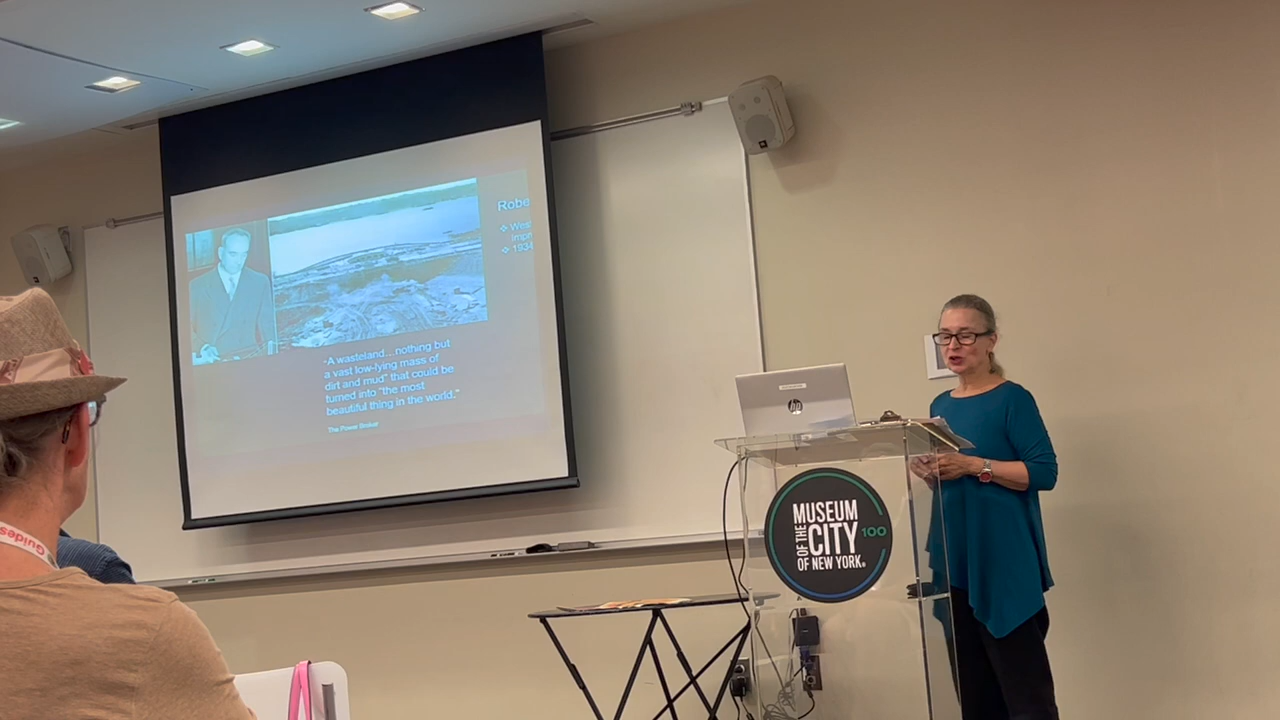 Robe
Wes
impr
1934
"A wasteland...nothing but
a vast low-lying mass of
dirt and mud" that could be
turned into "the most
beautiful thing in the world."
The Power Broker
hp
MUSEUM
OF THE
CITY
OF NEW YORK
100
Guides